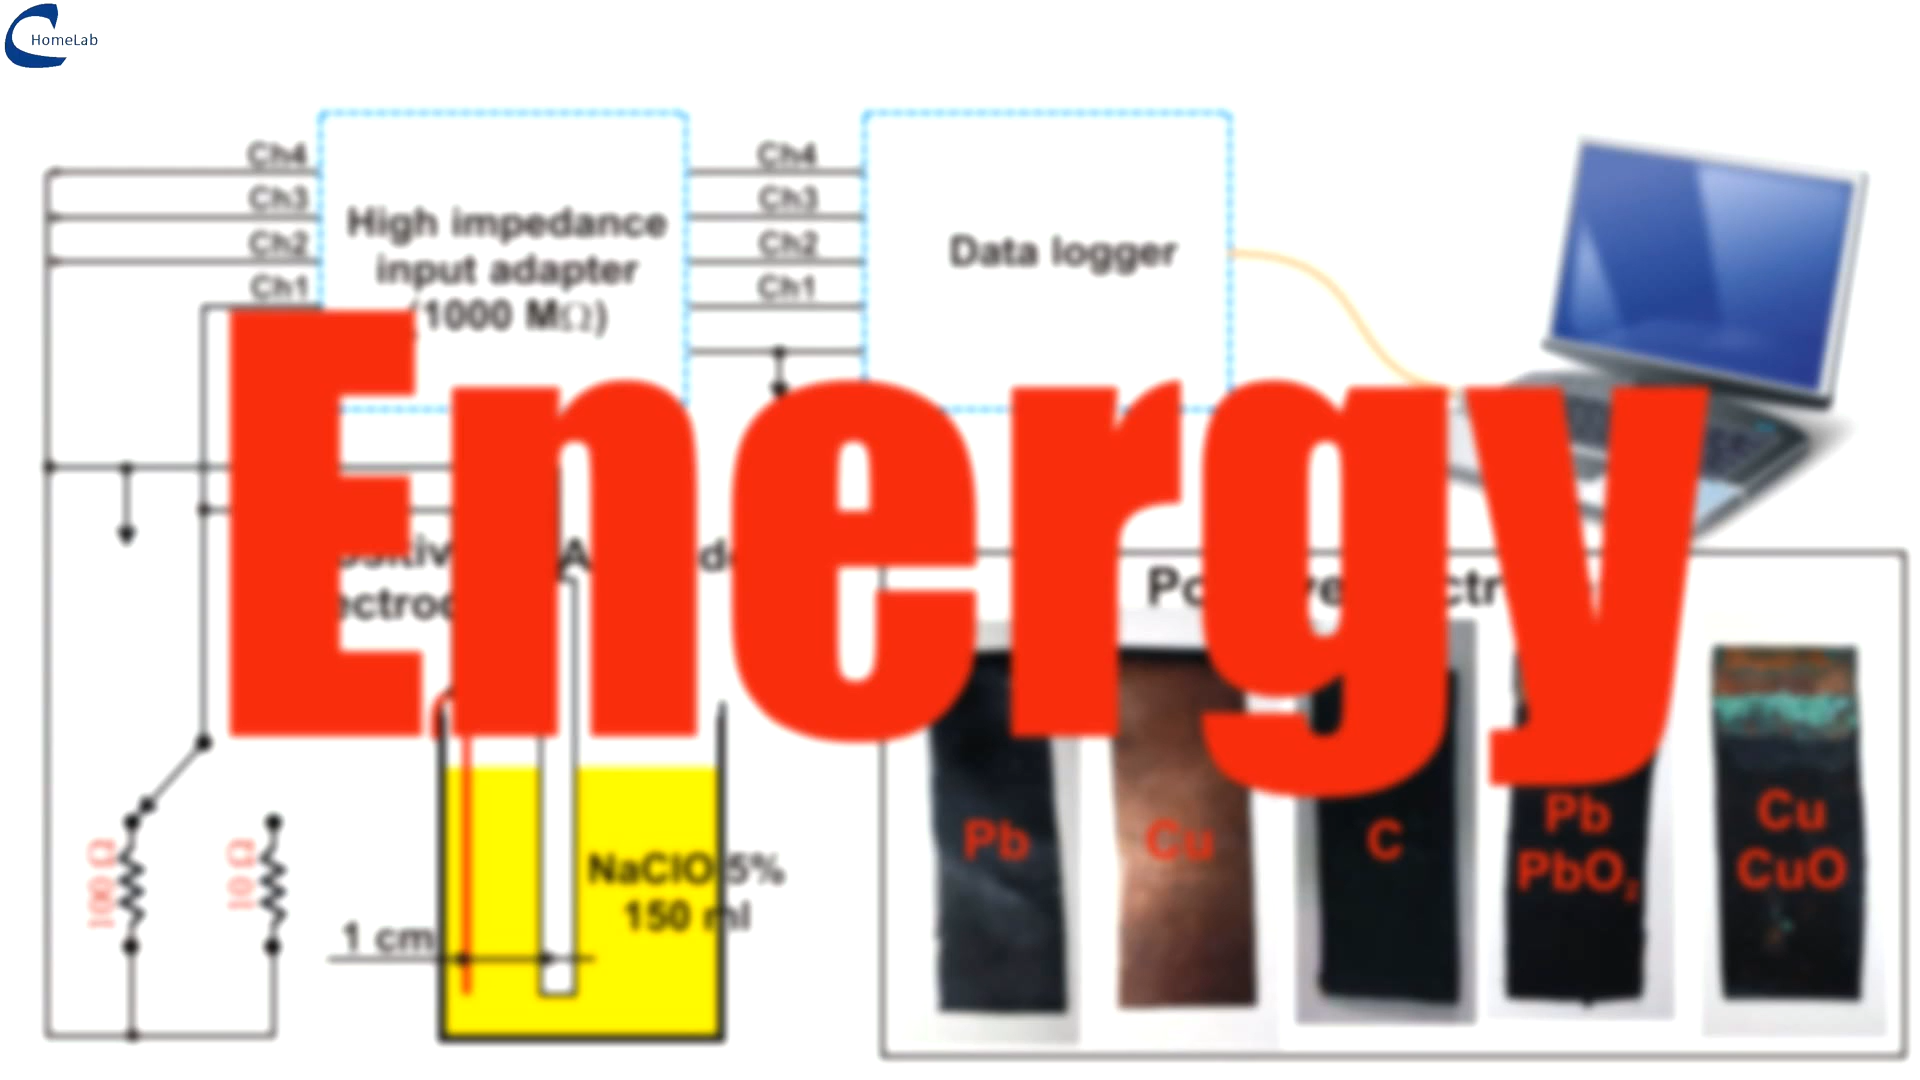 HomeLab
Ch4
Ch3
Ch2
Ch1
High impedance
input adapter
(1000 MΩ)
Ch4
Ch3
Ch2
Ch1
Data logger
Energy
100 Ω
10 Ω
1 cm
NaClO 5%
150 ml
Pb
Cu
C
Pb
PbO₂
Cu
CuO